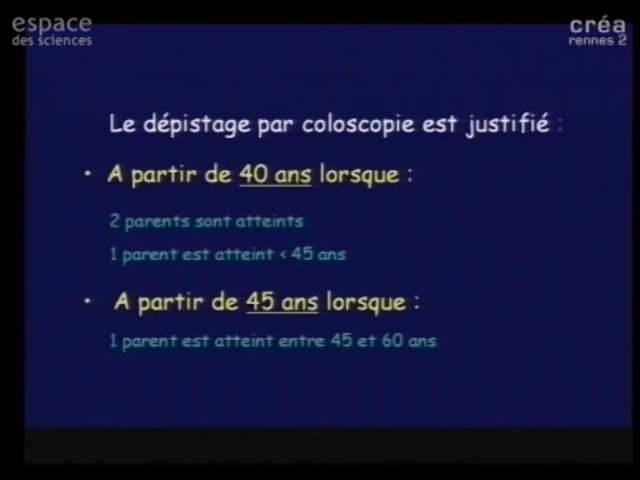 espace
des sciences
créa
rennes 2
Le dépistage par coloscopie est justifié :
• A partir de 40 ans lorsque :
2 parents sont atteints
1 parent est atteint < 45 ans
• A partir de 45 ans lorsque :
1 parent est atteint entre 45 et 60 ans